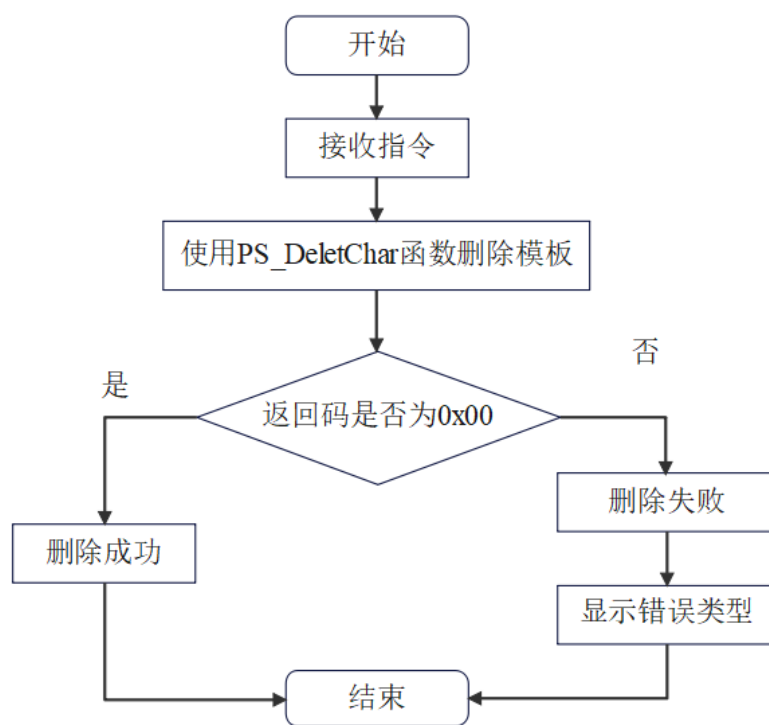 开始
接收指令
使用PS_DeletChar函数删除模板
否
是
返回码是否为0x00
删除失败
删除成功
显示错误类型
结束